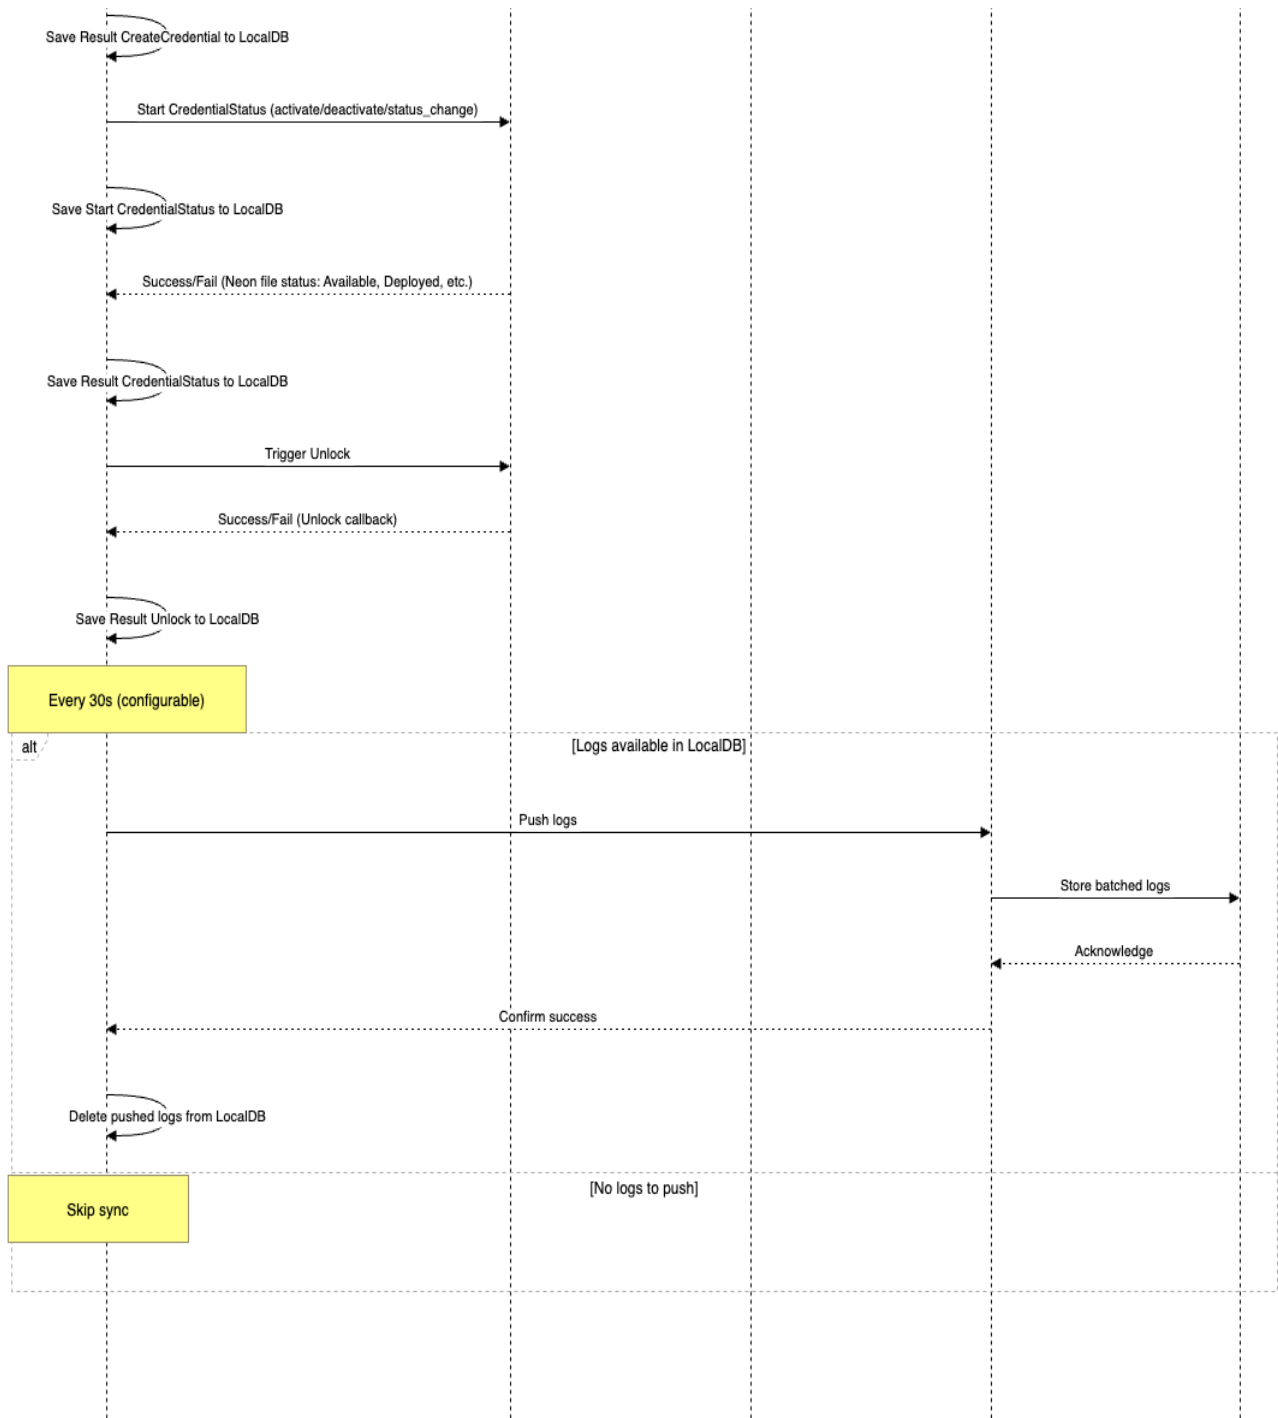 Save Result CreateCredential to LocalDB
Start CredentialStatus (activate/deactivate/status_change)
Save Start CredentialStatus to LocalDB
Success/Fail (Neon file status: Available, Deployed, etc.)
Save Result CredentialStatus to LocalDB
Trigger Unlock
Success/Fail (Unlock callback)
Save Result Unlock to LocalDB
Every 30s (configurable)
alt
[Logs available in LocalDB]
Push logs
Store batched logs
Acknowledge
Confirm success
Delete pushed logs from LocalDB
[No logs to push]
Skip sync